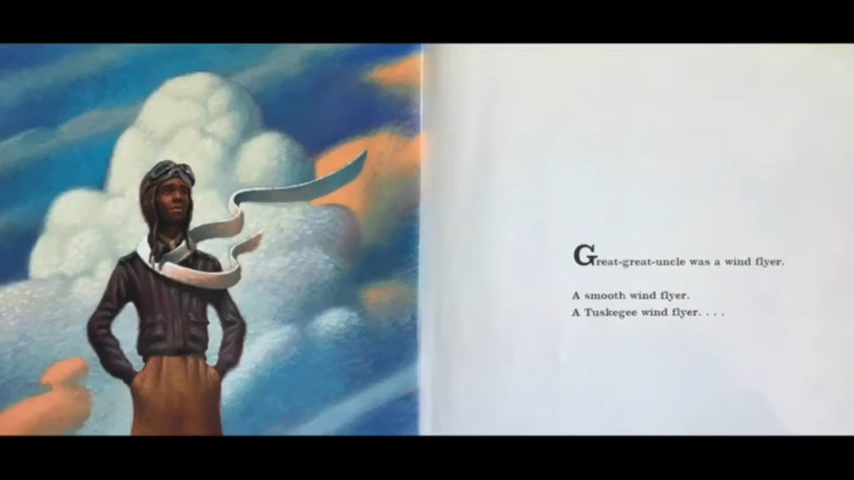 Great-great-uncle was a wind flyer.
A smooth wind flyer.
A Tuskegee wind flyer. . . .